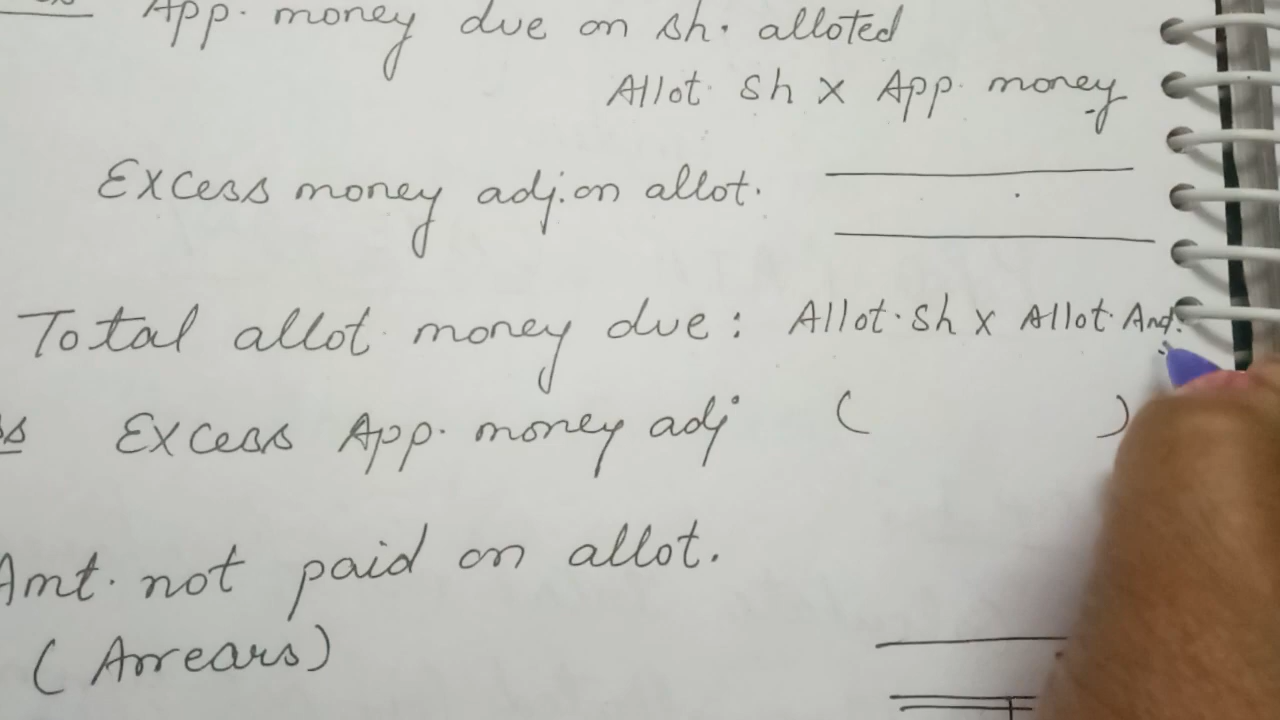 App. money due on sh. alloted
Allot. Sh x App. money
Excess money adj. on allot.
Total allot. money due : Allot. Sh x Allot. Amt.
Excess App. money adj ( )
Amt. not paid on allot.
(Arrears)